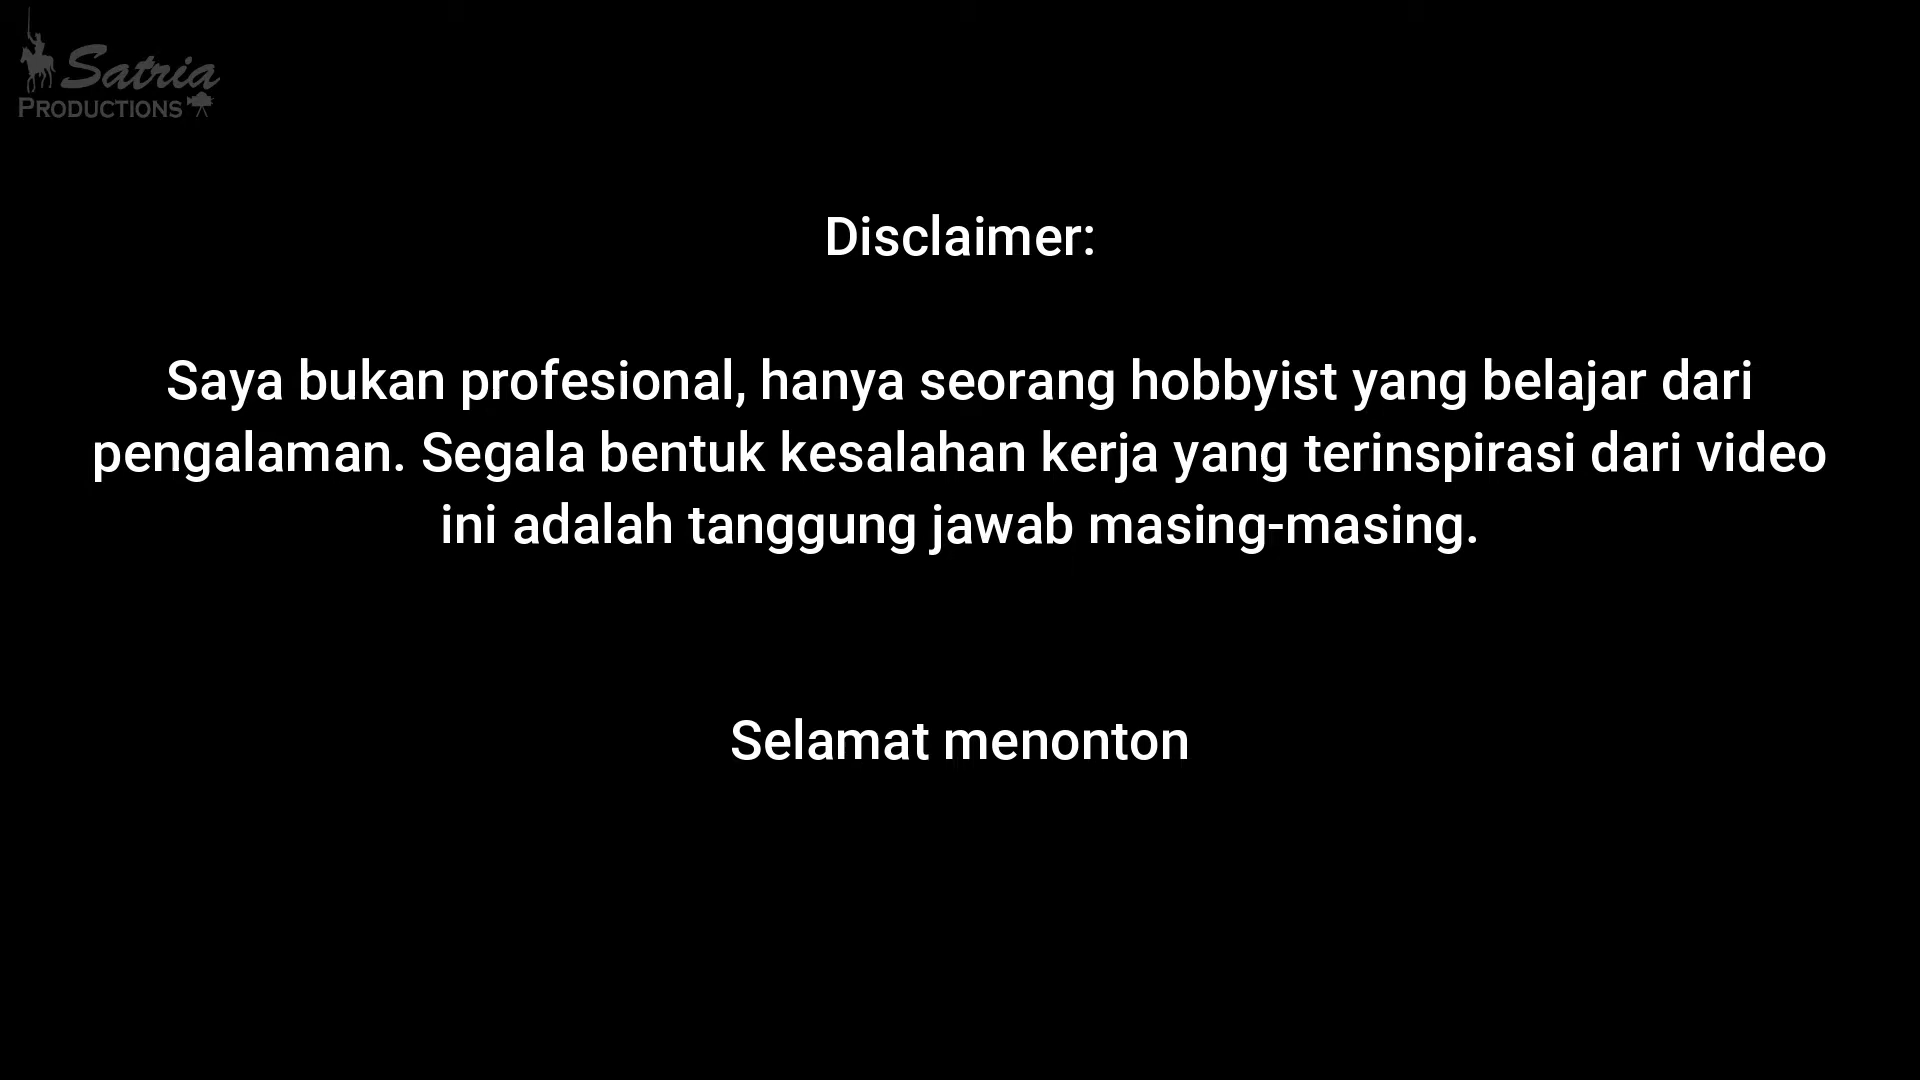 Satria
PRODUCTIONS
Disclaimer:
Saya bukan profesional, hanya seorang hobbyist yang belajar dari
pengalaman. Segala bentuk kesalahan kerja yang terinspirasi dari video
ini adalah tanggung jawab masing-masing.
Selamat menonton